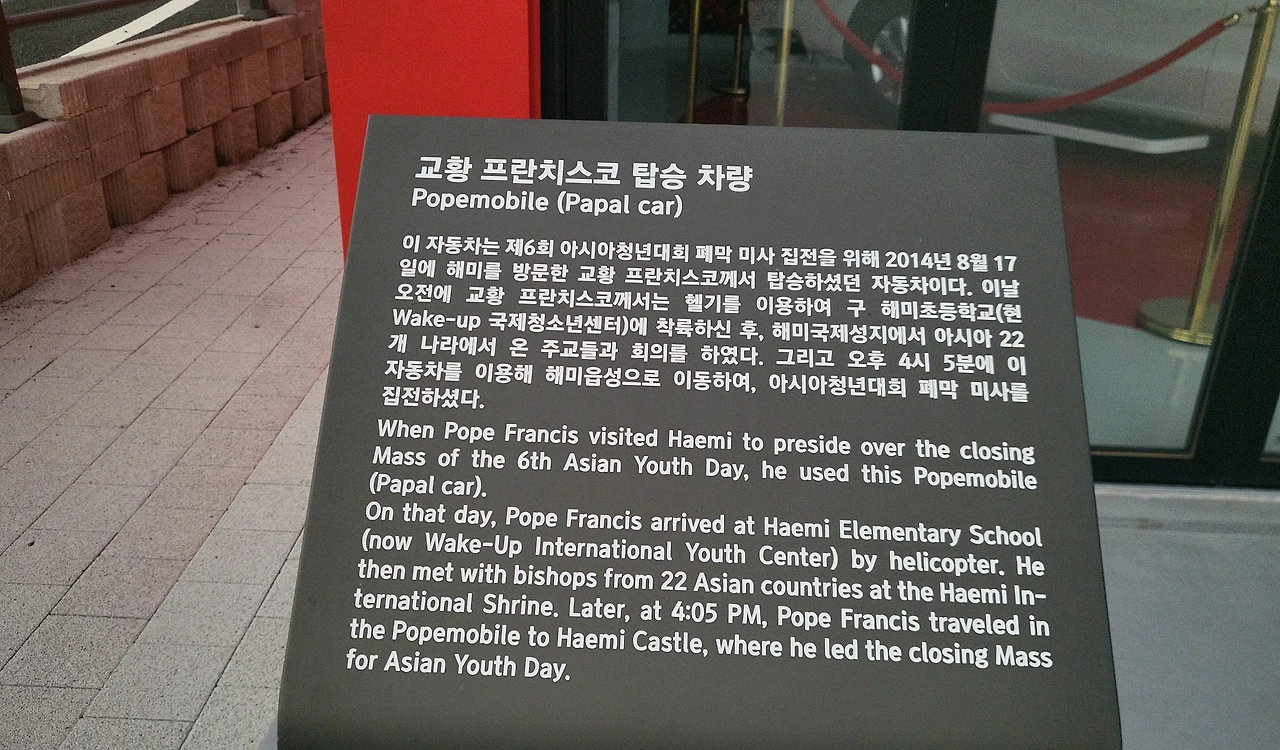 교황 프란치스코 탑승 차량
Popemobile (Papal car)
이 자동차는 제6회 아시아청년대회 폐막 미사 집전을 위해 2014년 8월 17
일에 해미를 방문한 교황 프란치스코께서 탑승하셨던 자동차이다. 이날
오전에 교황 프란치스코께서는 헬기를 이용하여 구 해미초등학교(현
Wake-up 국제청소년센터)에 착륙하신 후, 해미국제성지에서 아시아 22
개 나라에서 온 주교들과 회의를 하였다. 그리고 오후 4시 5분에 이
자동차를 이용해 해미읍성으로 이동하여, 아시아청년대회 폐막 미사를
집전하셨다.
When Pope Francis visited Haemi to preside over the closing
Mass of the 6th Asian Youth Day, he used this Popemobile
(Papal car).
On that day, Pope Francis arrived at Haemi Elementary School
(now Wake-Up International Youth Center) by helicopter. He
then met with bishops from 22 Asian countries at the Haemi In-
ternational Shrine. Later, at 4:05 PM, Pope Francis traveled in
the Popemobile to Haemi Castle, where he led the closing Mass
for Asian Youth Day.